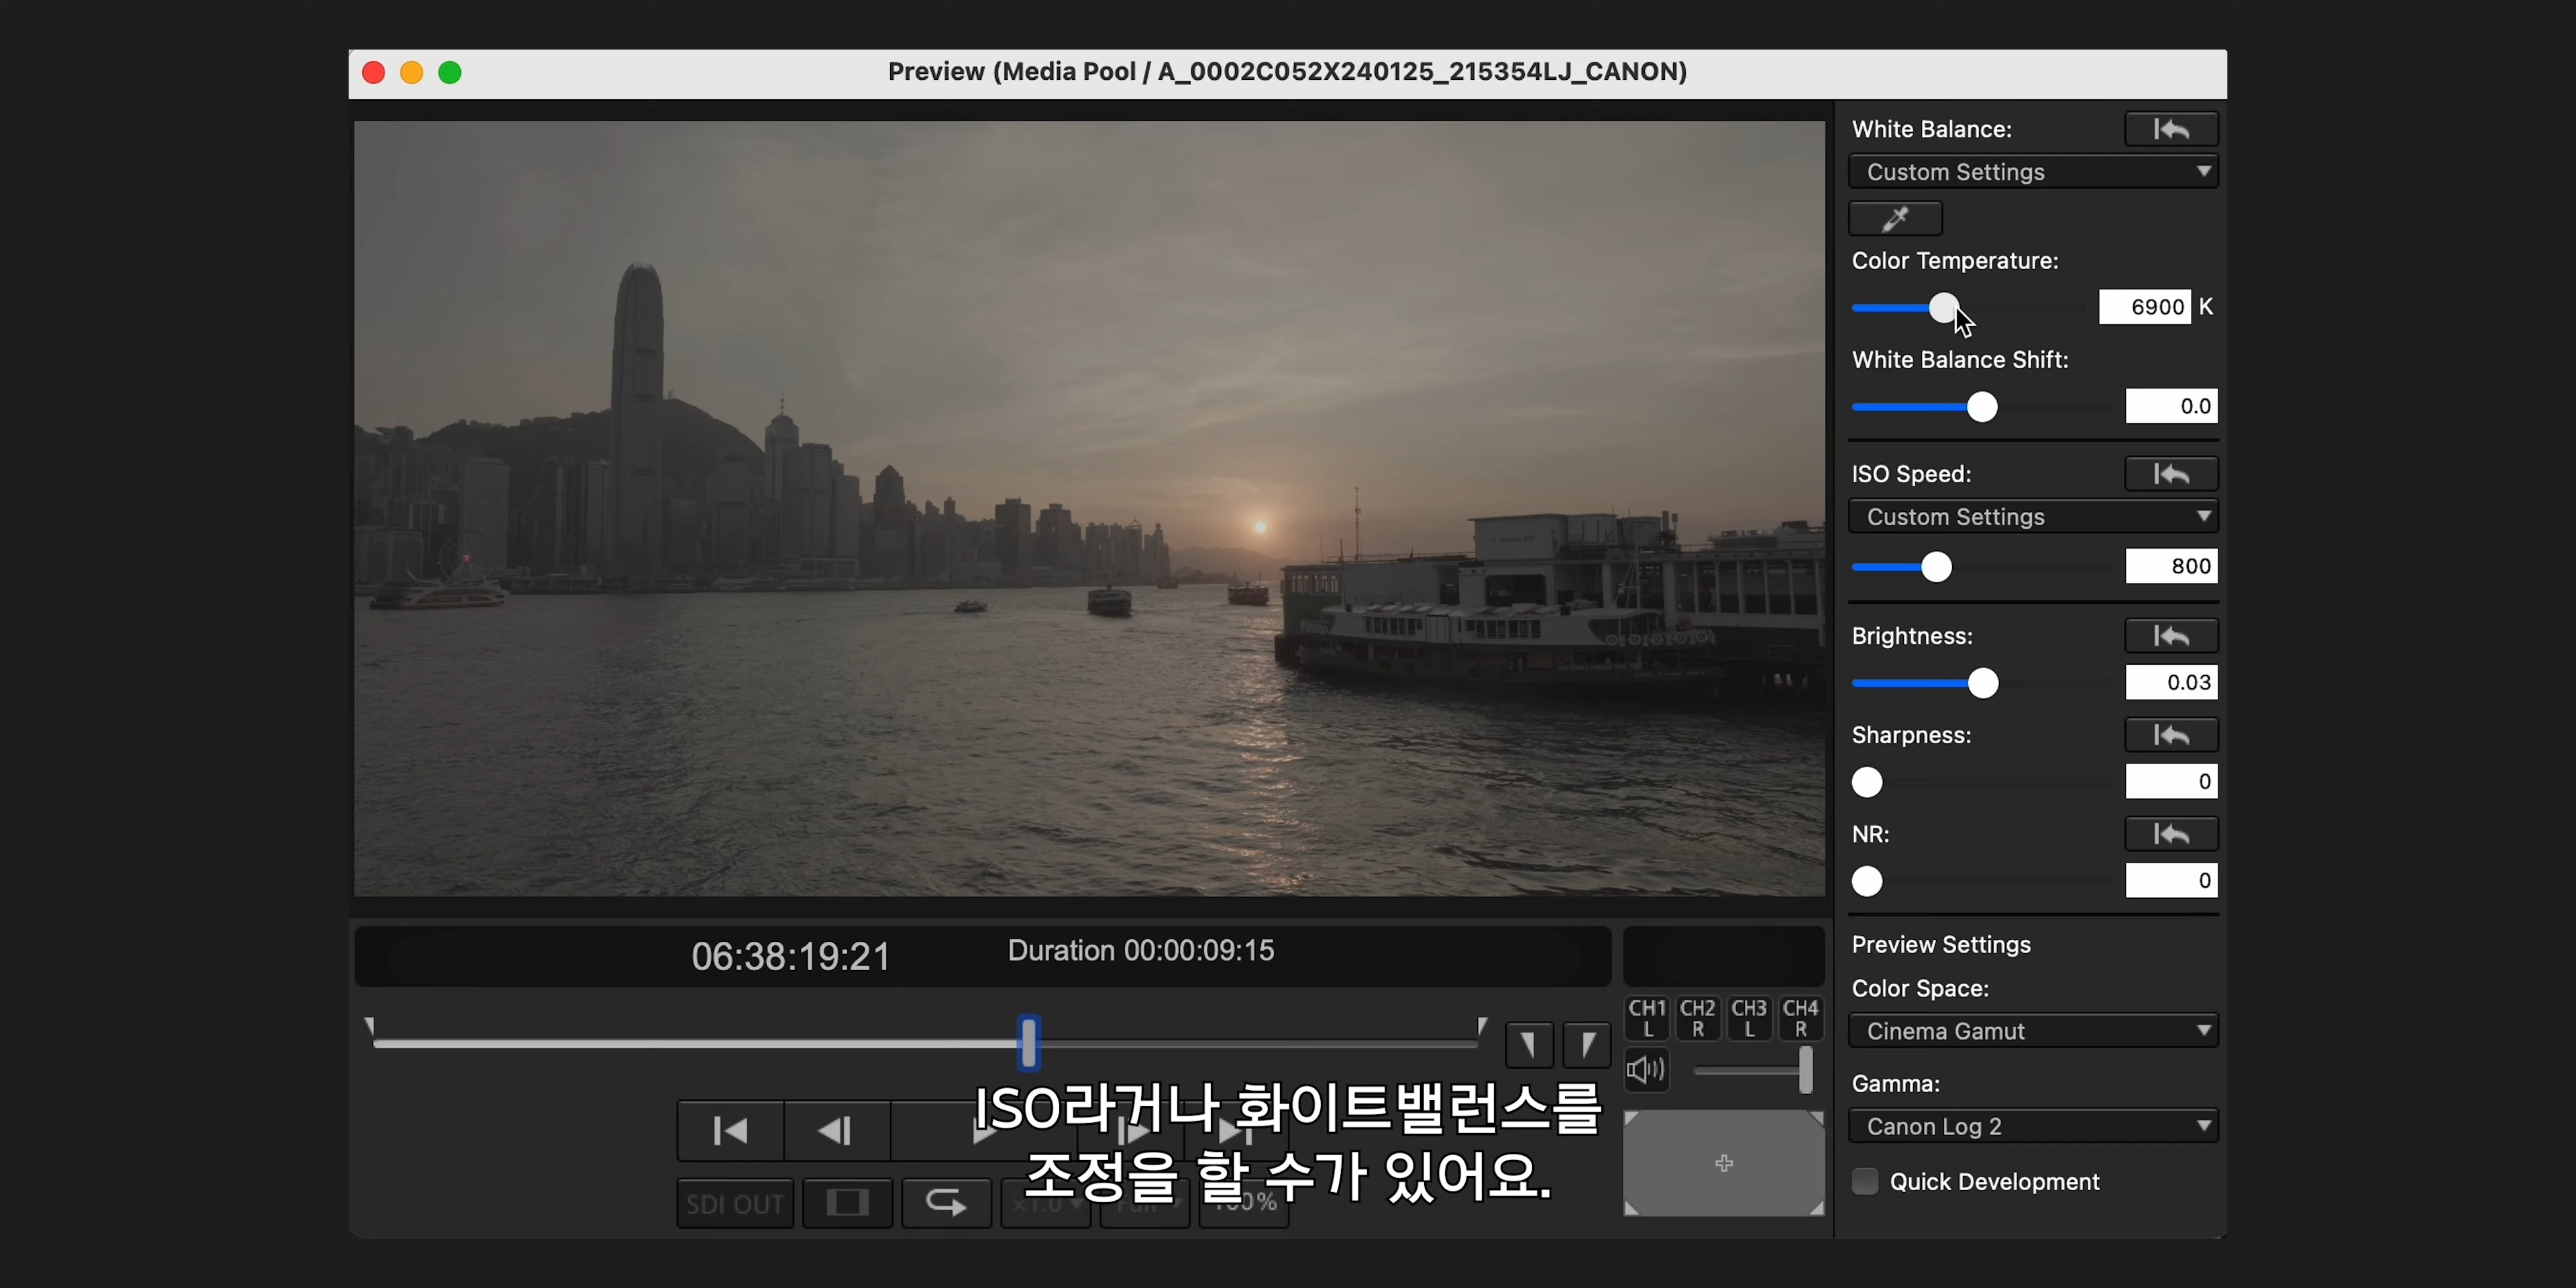 Preview (Media Pool / A_0002C052X240125_215354LJ_CANON)
White Balance:
Custom Settings
Color Temperature:
6900 K
White Balance Shift:
0.0
ISO Speed:
Custom Settings
800
Brightness:
0.03
Sharpness:
0
NR:
0
Preview Settings
Color Space:
Cinema Gamut
Gamma:
Canon Log 2
Quick Development
06:38:19:21 Duration 00:00:09:15
CH1 CH2 CH3 CH4
L R L R
ISO라거나 화이트밸런스를
조정을 할 수가 있어요.
SDI OUT ×1.0 Full 100%